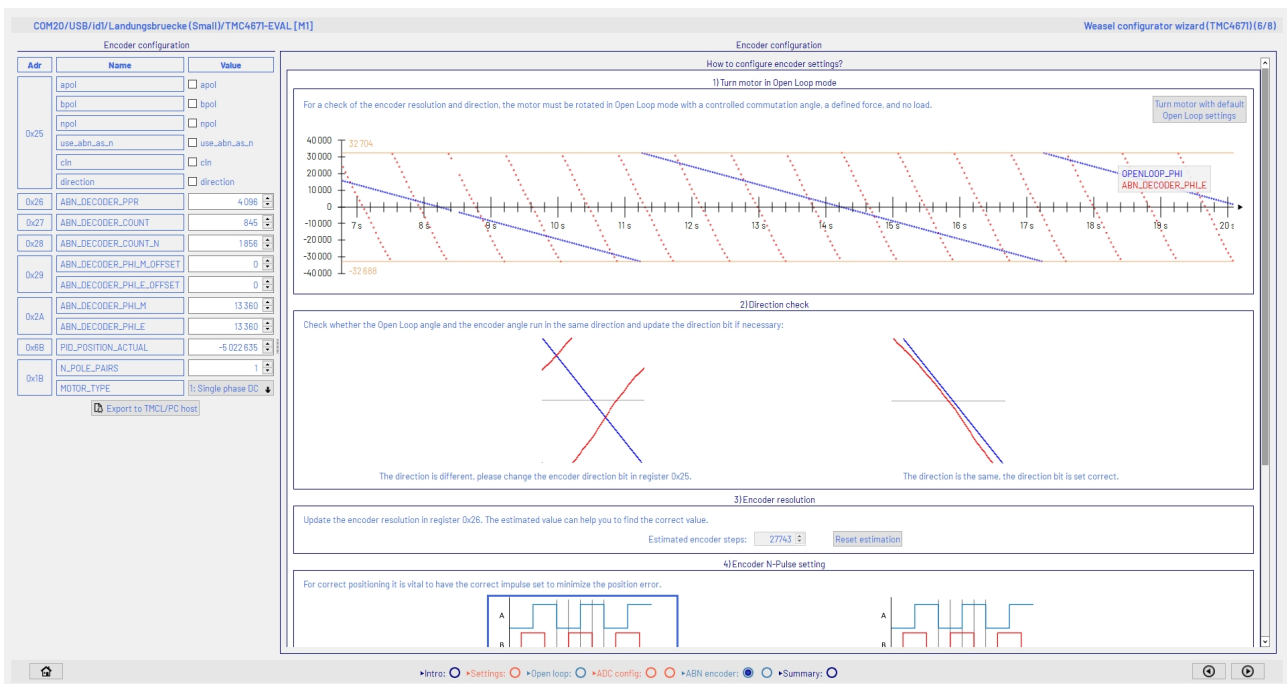 COM20/USB/id1/Landungsbruecke (Small)/TMC4671-EVAL [M1]
Weasel configurator wizard (TMC4671) (6/8)
Encoder configuration
Adr Name Value
0x25
apol apol
bpol bpol
npol npol
use_abn_as_n use_abn_as_n
cln cln
direction direction
0x26 ABN_DECODER_PPR 4 096
0x27 ABN_DECODER_COUNT 845
0x28 ABN_DECODER_COUNT_N 1 856
0x29
ABN_DECODER_PHI_M_OFFSET 0
ABN_DECODER_PHI_E_OFFSET 0
0x2A
ABN_DECODER_PHI_M 13 360
ABN_DECODER_PHI_E 13 360
0x6B PID_POSITION_ACTUAL -5 022 635
0x1B
N_POLE_PAIRS 1
MOTOR_TYPE 1: Single phase DC
Export to TMCL/PC host
Encoder configuration
How to configure encoder settings?
1) Turn motor in Open Loop mode
For a check of the encoder resolution and direction, the motor must be rotated in Open Loop mode with a controlled commutation angle, a defined force, and no load.
Turn motor with default
Open Loop settings
40 000
32 704
30 000
20 000
10 000
0
-10 000
-20 000
-30 000
-40 000
-32 688
OPENLOOP_PHI
ABN_DECODER_PHI_E
7 s 8 s 9 s 10 s 11 s 12 s 13 s 14 s 15 s 16 s 17 s 18 s 19 s 20 s
2) Direction check
Check whether the Open Loop angle and the encoder angle run in the same direction and update the direction bit if necessary:
The direction is different, please change the encoder direction bit in register 0x25.
The direction is the same, the direction bit is set correct.
3) Encoder resolution
Update the encoder resolution in register 0x26. The estimated value can help you to find the correct value.
Estimated encoder steps: 27743 Reset estimation
4) Encoder N-Pulse setting
For correct positioning it is vital to have the correct impulse set to minimize the position error.
A A
B B
Intro: Settings: Open loop: ADC config: ABN encoder: Summary: